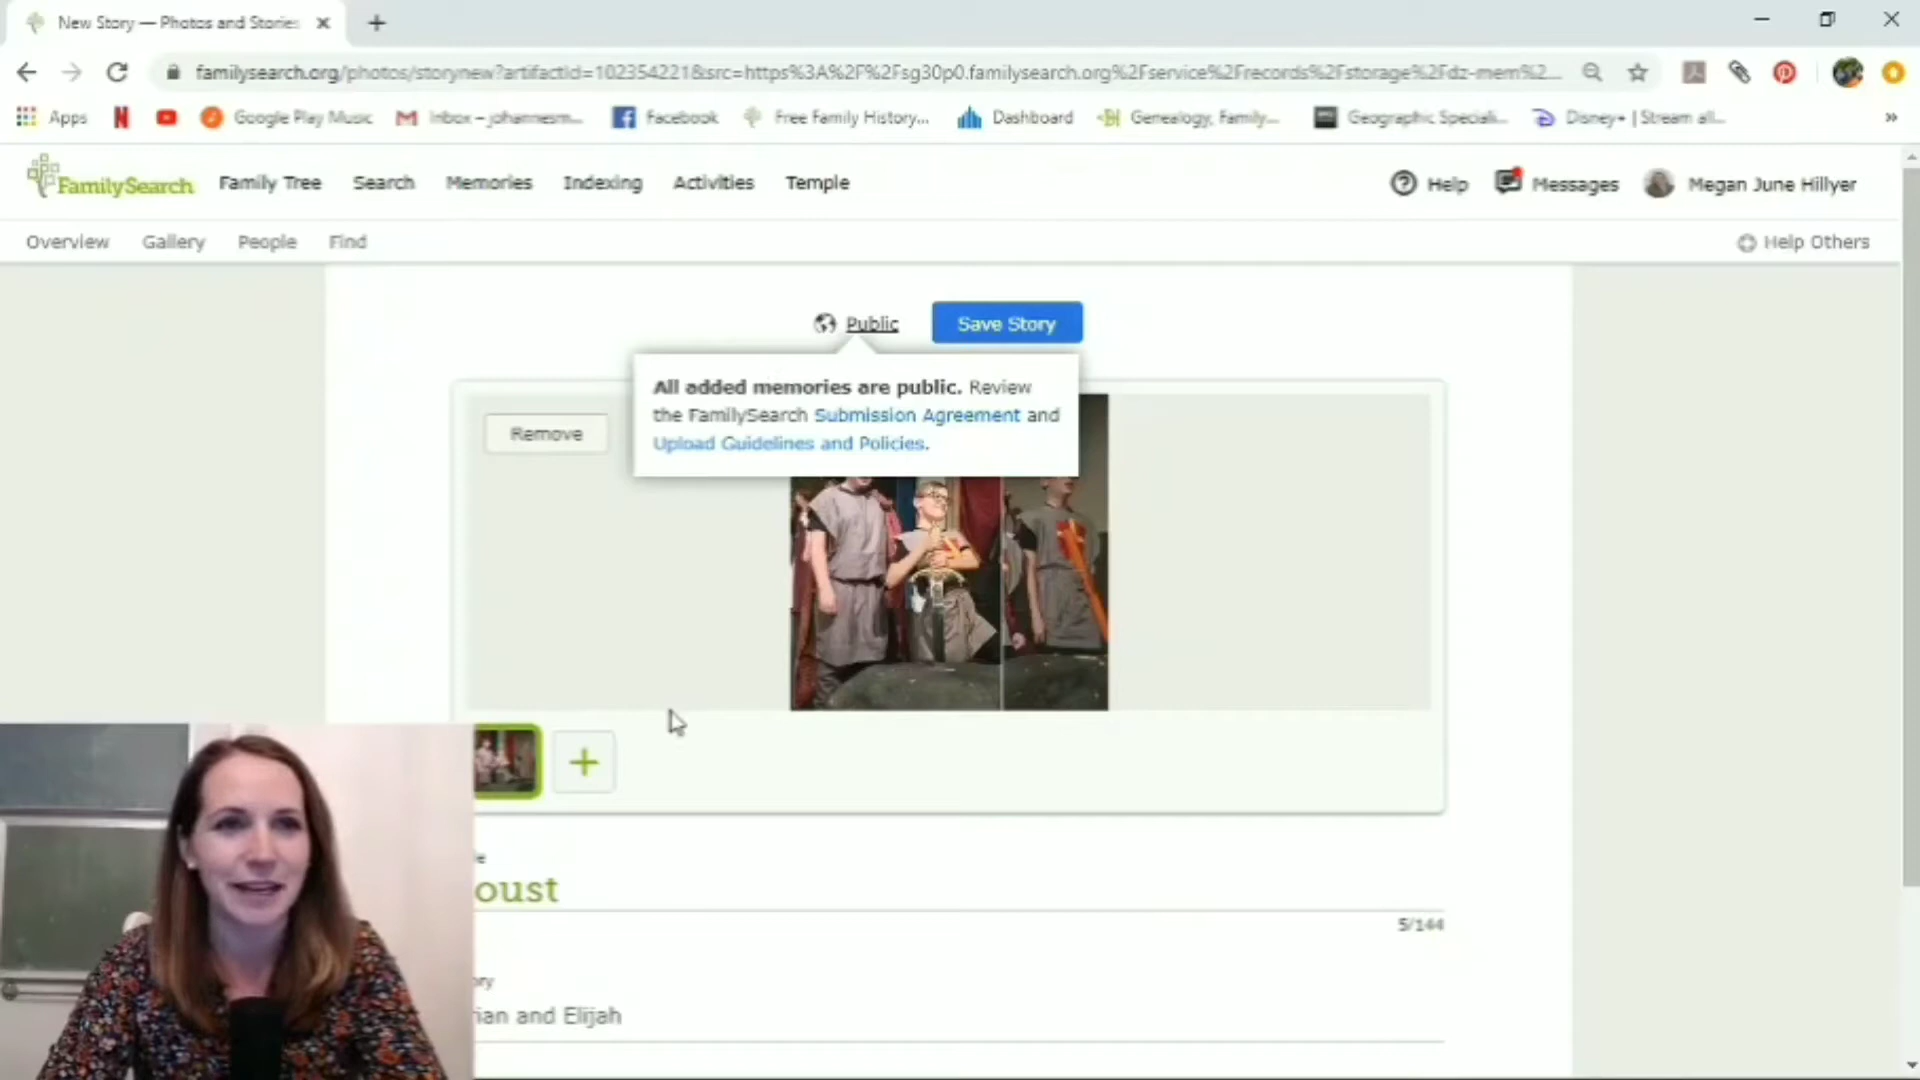 New Story — Photos and Stories
familysearch.org/photos/storynew?artifactId=102354221&src=https%3A%2F%2Fsg30p0.familysearch.org%2Fservice%2Frecords%2Fstorage%2Fdz-mem%2...
Apps Google Play Music Inbox – johannesm... Facebook Free Family History... Dashboard Genealogy, Family... Geographic Speciali... Disney+ | Stream all... »
FamilySearch Family Tree Search Memories Indexing Activities Temple Help Messages Megan June Hillyer
Overview Gallery People Find Help Others
Public Save Story
All added memories are public. Review
the FamilySearch Submission Agreement and
Upload Guidelines and Policies.
Remove
oust
5/144
and Elijah